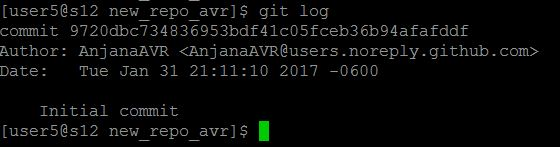 [user5@s12 new_repo_avr]$ git log
commit 9720dbc734836953bdf41c05fceb36b94afafddf
Author: AnjanaAVR <AnjanaAVR@users.noreply.github.com>
Date:   Tue Jan 31 21:11:10 2017 -0600
    Initial commit
[user5@s12 new_repo_avr]$